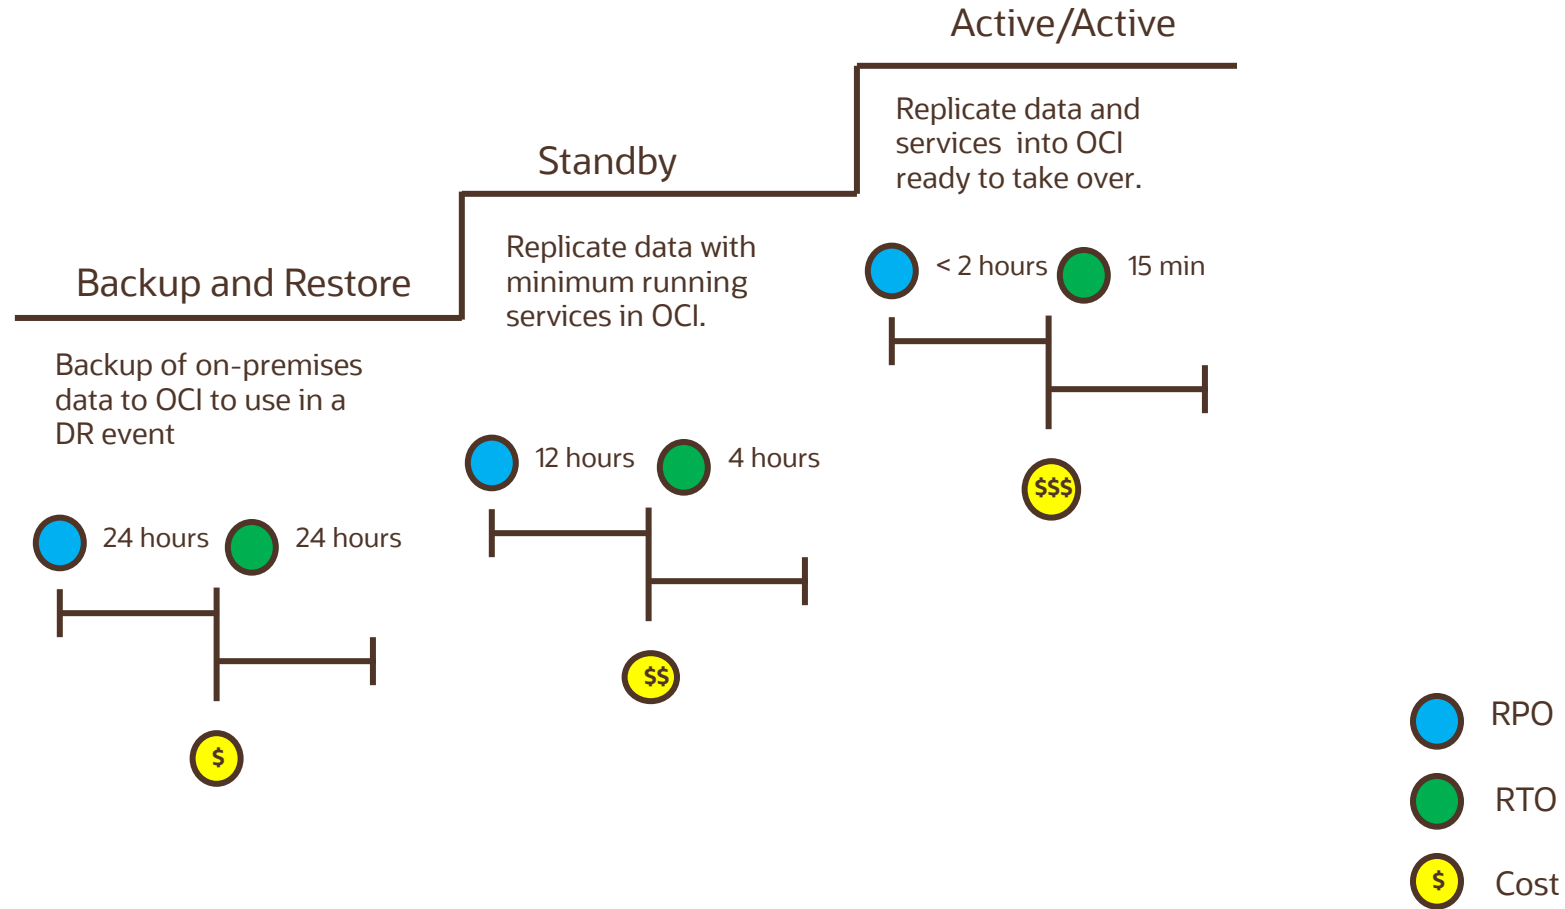 Active/Active
Replicate data and
services into OCI
ready to take over.
< 2 hours
15 min
$$$
Standby
Replicate data with
minimum running
services in OCI.
12 hours
4 hours
$$
Backup and Restore
Backup of on-premises
data to OCI to use in a
DR event
24 hours
24 hours
$
RPO
RTO
$
Cost